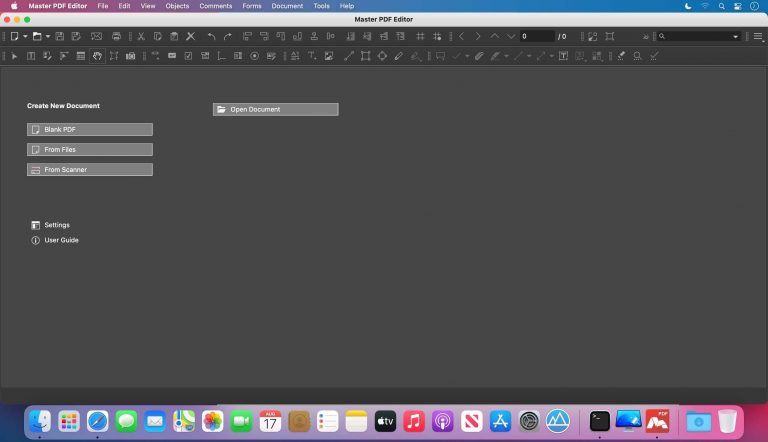 Master PDF Editor File Edit View Objects Comments Forms Document Tools Help
Master PDF Editor
0 / 0
Create New Document
Open Document
Blank PDF
From Files
From Scanner
Settings
User Guide
AUG
17
tv
PDF